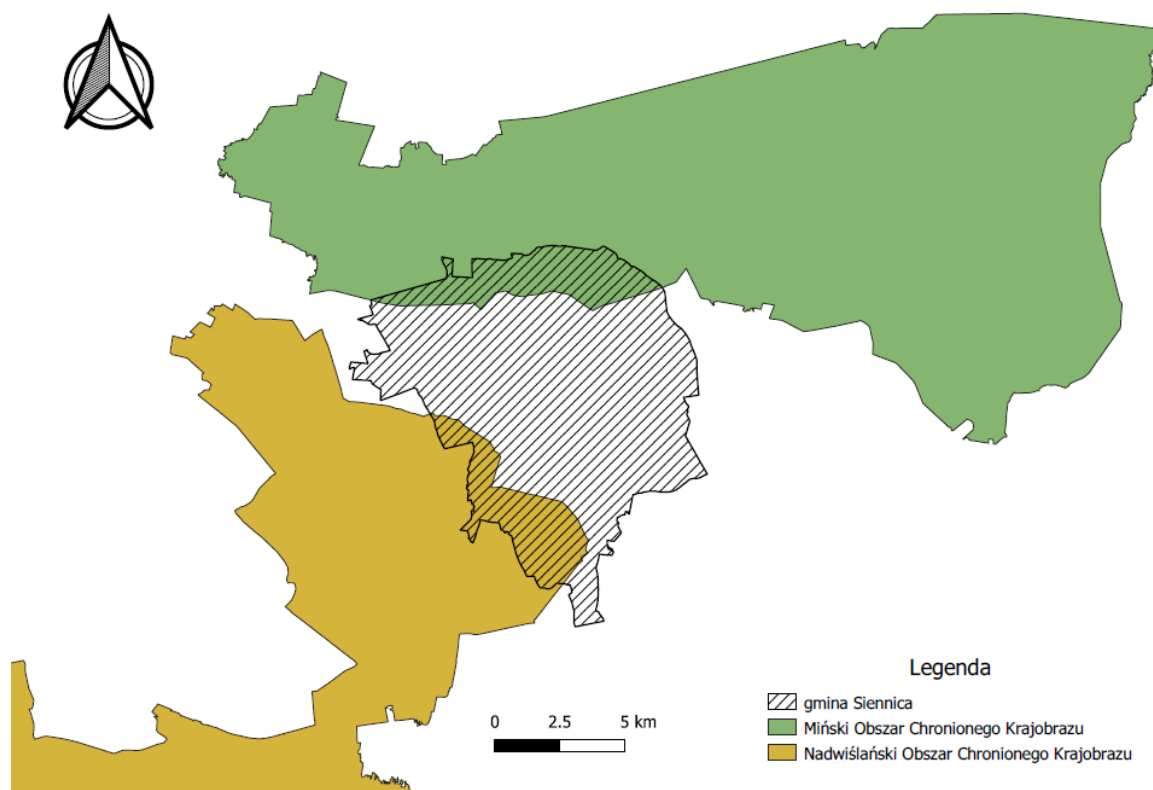 0 2.5 5 km
Legenda
gmina Siennica
Miński Obszar Chronionego Krajobrazu
Nadwiślański Obszar Chronionego Krajobrazu